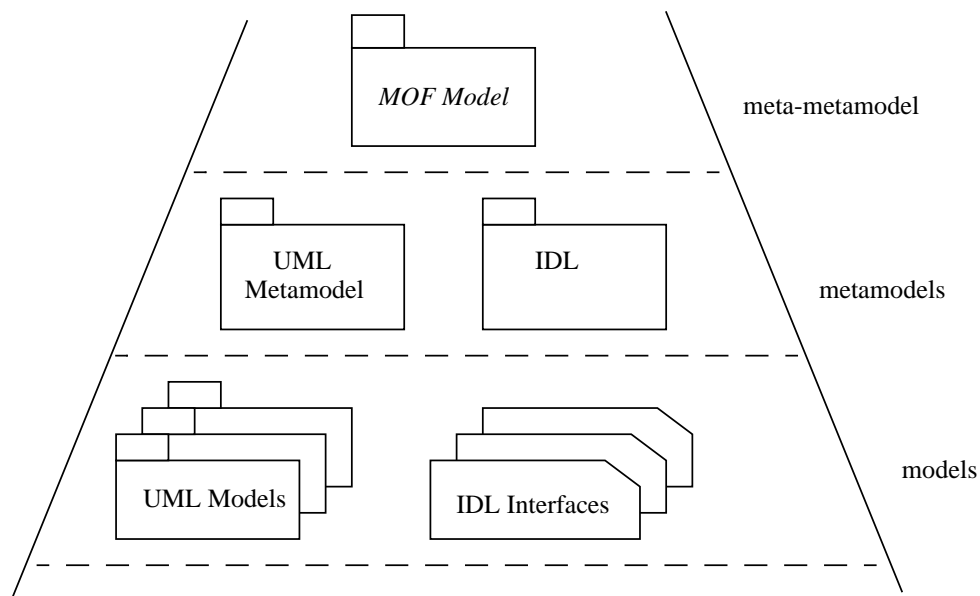 MOF Model
meta-metamodel
UML
Metamodel
IDL
metamodels
UML Models
IDL Interfaces
models